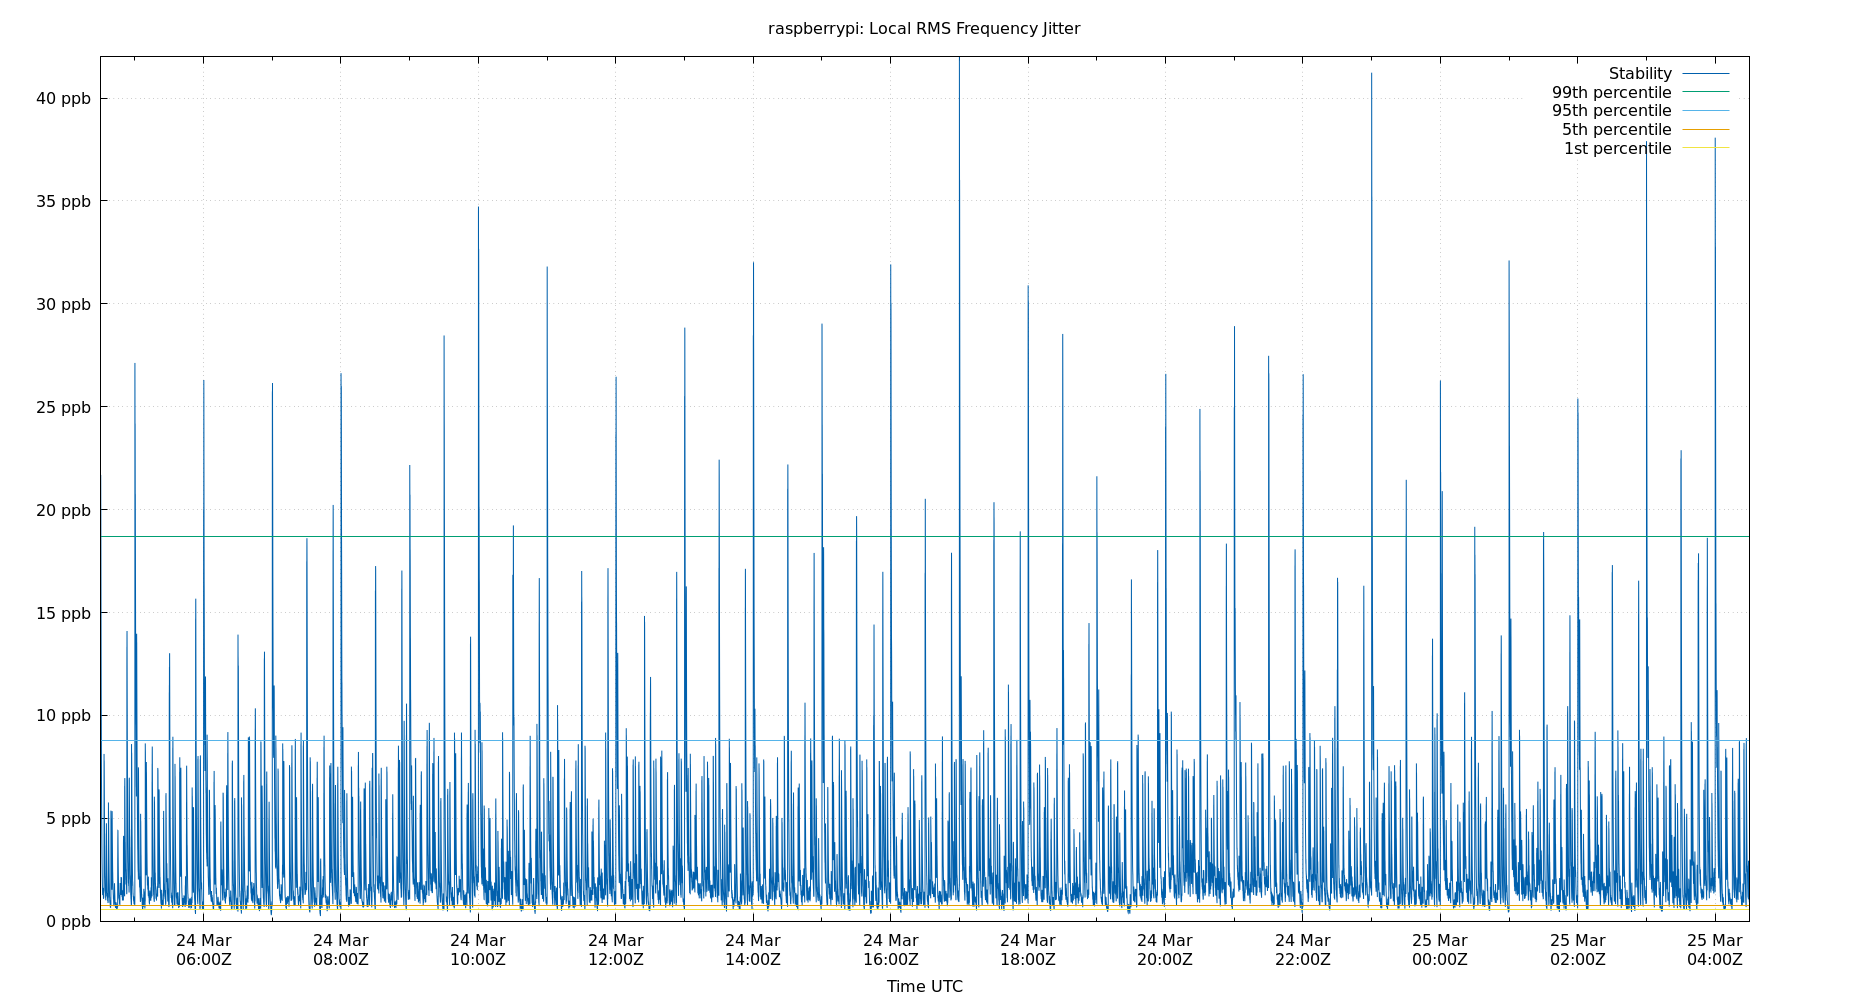 raspberrypi: Local RMS Frequency Jitter
Stability
99th percentile
95th percentile
5th percentile
1st percentile
40 ppb
35 ppb
30 ppb
25 ppb
20 ppb
15 ppb
10 ppb
5 ppb
0 ppb
24 Mar 24 Mar 24 Mar 24 Mar 24 Mar 24 Mar 24 Mar 24 Mar 24 Mar 25 Mar 25 Mar 25 Mar
06:00Z 08:00Z 10:00Z 12:00Z 14:00Z 16:00Z 18:00Z 20:00Z 22:00Z 00:00Z 02:00Z 04:00Z
Time UTC